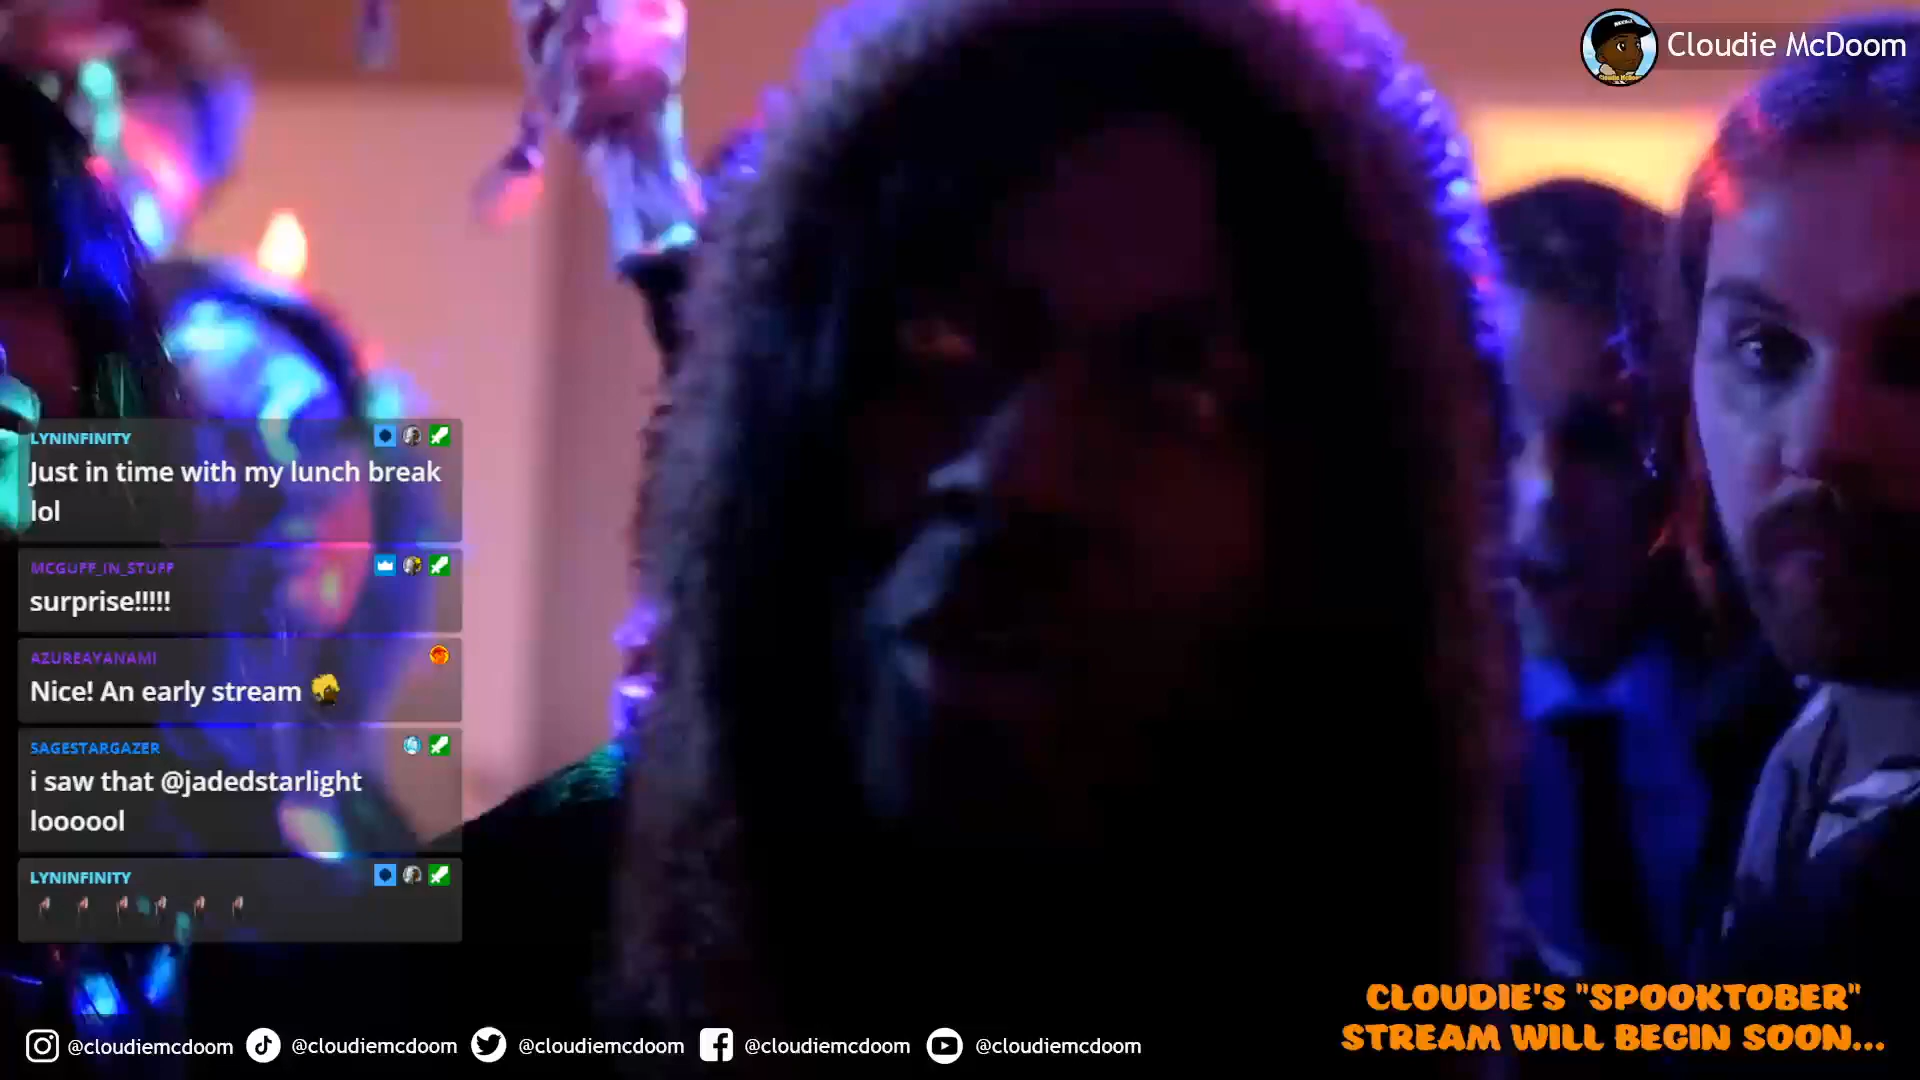 Cloudie McDoom
LYNINFINITY
Just in time with my lunch break
lol
MCGUFF_IN_STUFF
surprise!!!!!
AZUREAYANAMI
Nice! An early stream
SAGESTARGAZER
i saw that @jadedstarlight
loooool
LYNINFINITY
CLOUDIE'S "SPOOKTOBER"
STREAM WILL BEGIN SOON...
@cloudiemcdoom @cloudiemcdoom @cloudiemcdoom @cloudiemcdoom @cloudiemcdoom